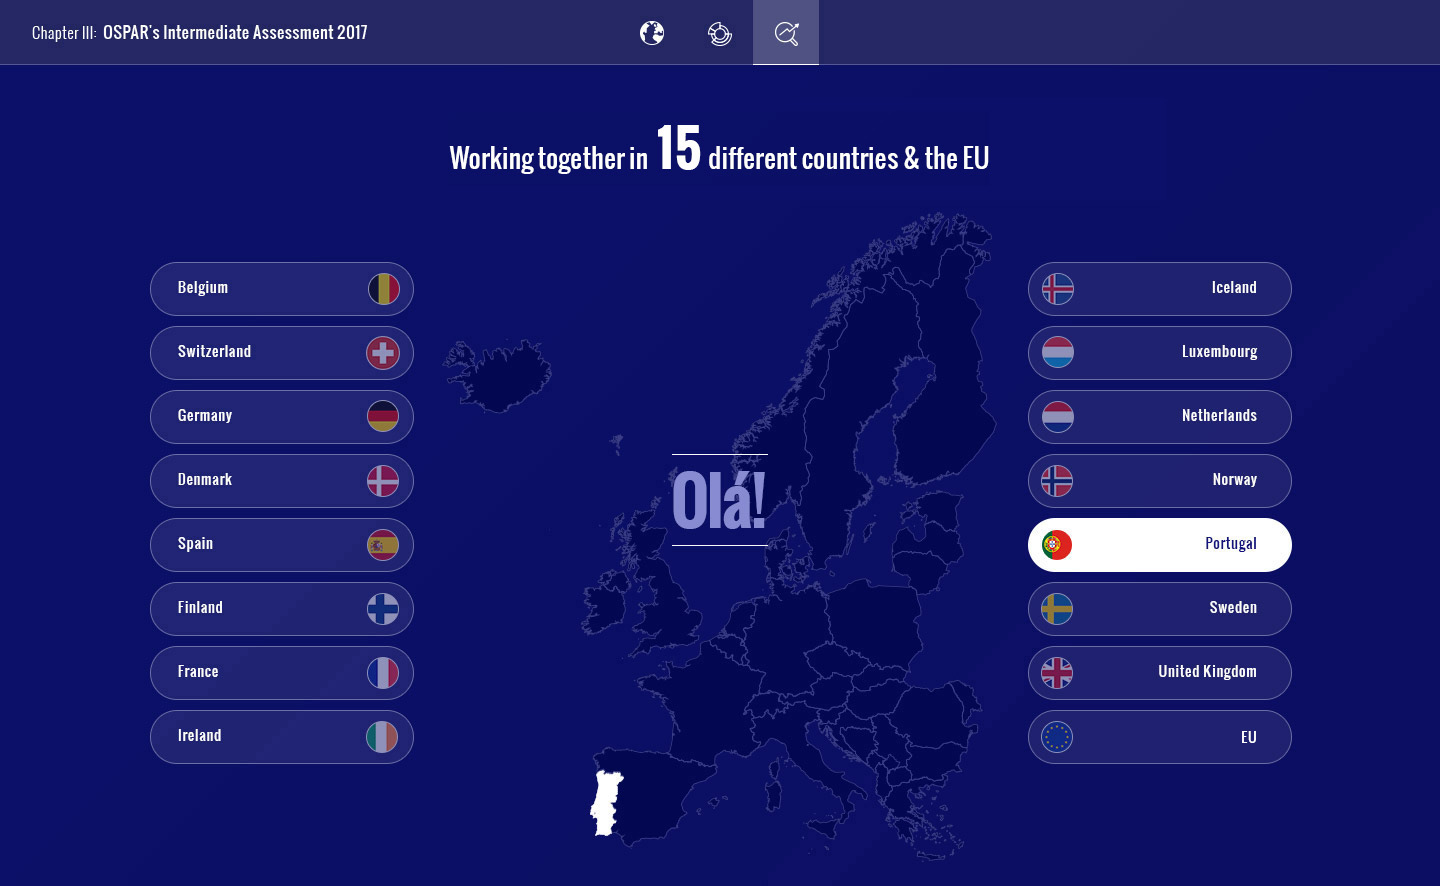 Chapter III: OSPAR's Intermediate Assessment 2017
Working together in 15 different countries & the EU
Belgium
Switzerland
Germany
Denmark
Spain
Finland
France
Ireland
Olá!
Iceland
Luxembourg
Netherlands
Norway
Portugal
Sweden
United Kingdom
EU